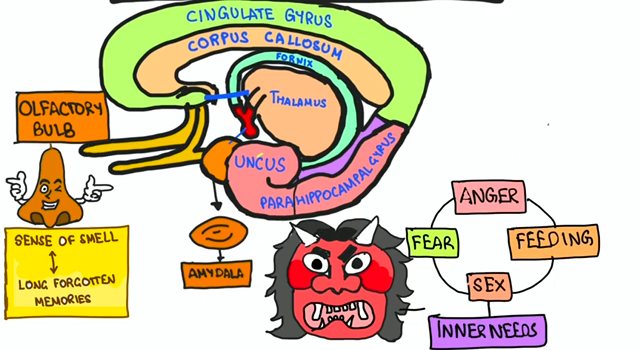 CINGULATE GYRUS
CORPUS CALLOSUM
FORNIX
THALAMUS
OLFACTORY
BULB
UNCUS
PARAHIPPOCAMPAL GYRUS
SENSE OF SMELL
LONG FORGOTTEN
MEMORIES
AMYDALA
ANGER
FEAR
FEEDING
SEX
INNER NEEDS